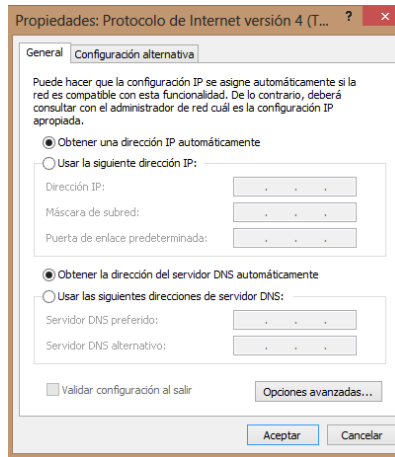 Propiedades: Protocolo de Internet versión 4 (T... ? ×
General Configuración alternativa
Puede hacer que la configuración IP se asigne automáticamente si la
red es compatible con esta funcionalidad. De lo contrario, deberá
consultar con el administrador de red cuál es la configuración IP
apropiada.
Obtener una dirección IP automáticamente
Usar la siguiente dirección IP:
Dirección IP: . . .
Máscara de subred: . . .
Puerta de enlace predeterminada: . . .
Obtener la dirección del servidor DNS automáticamente
Usar las siguientes direcciones de servidor DNS:
Servidor DNS preferido: . . .
Servidor DNS alternativo: . . .
Validar configuración al salir Opciones avanzadas...
Aceptar Cancelar